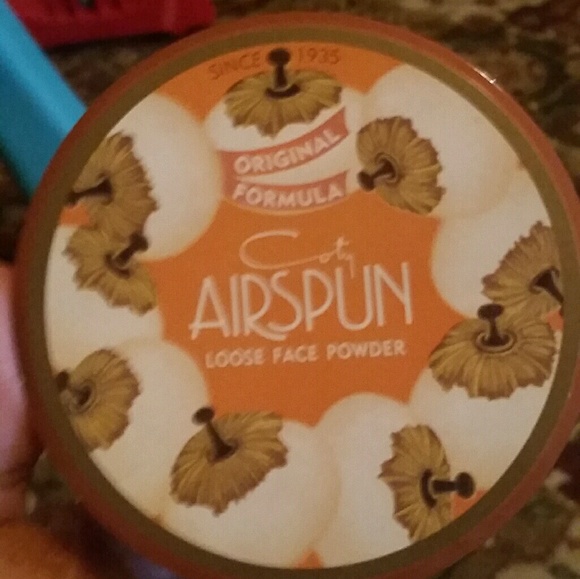 SINCE 1935
ORIGINAL
FORMULA
Coty
AIRSPUN
LOOSE FACE POWDER